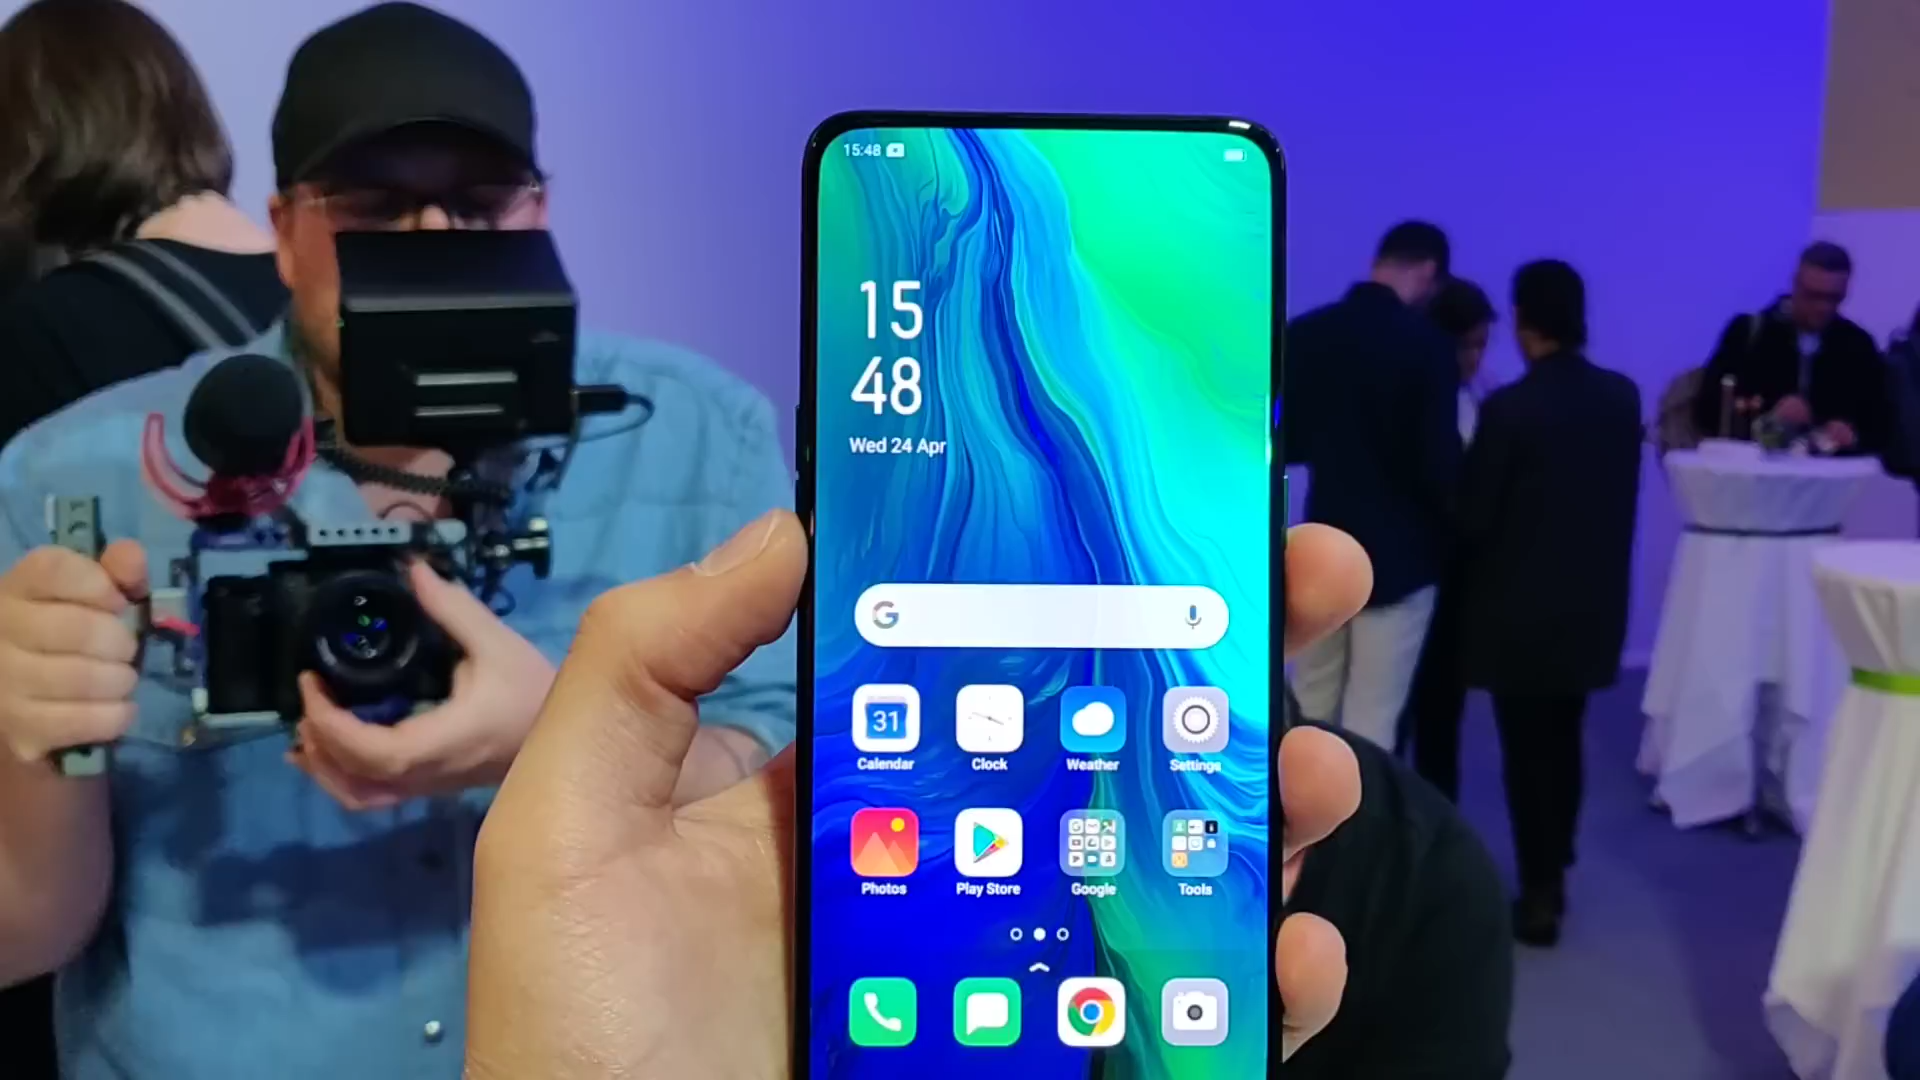 15:48
15
48
Wed 24 Apr
G
31
Calendar Clock Weather Settings
Photos Play Store Google Tools